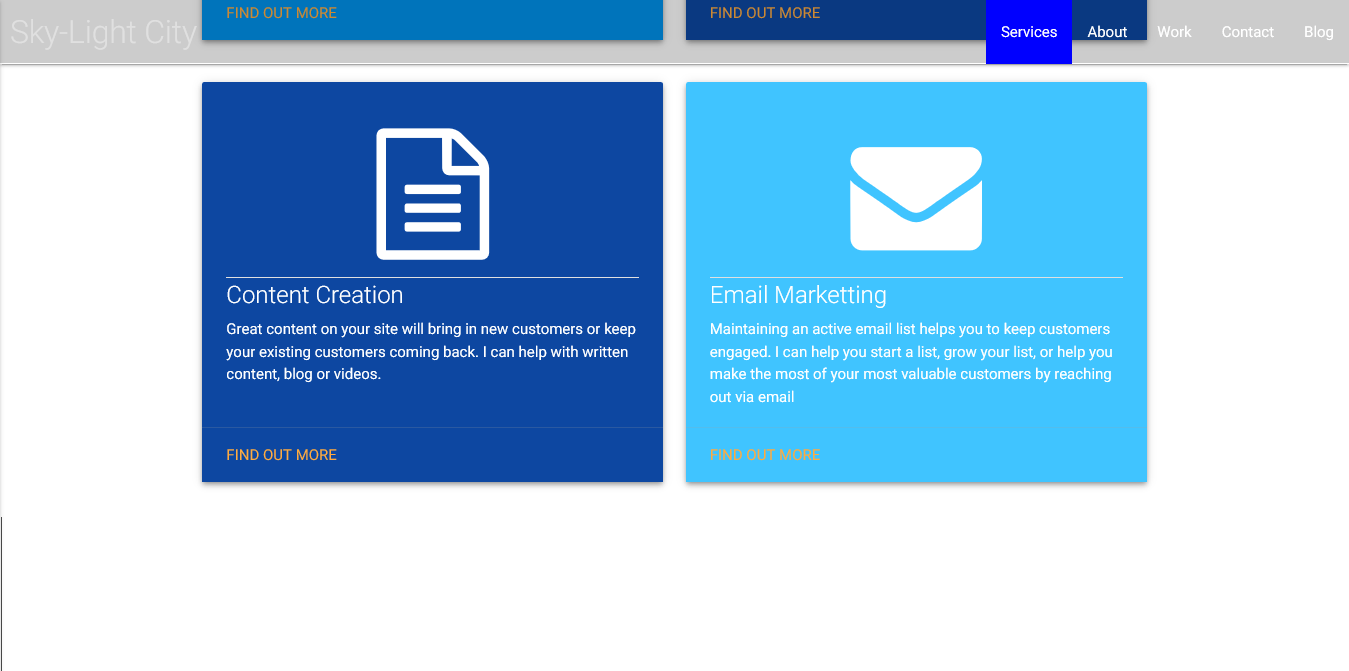 FIND OUT MORE
FIND OUT MORE
Sky-Light City
Services
About
Work
Contact
Blog
Content Creation
Great content on your site will bring in new customers or keep
your existing customers coming back. I can help with written
content, blog or videos.
FIND OUT MORE
Email Marketting
Maintaining an active email list helps you to keep customers
engaged. I can help you start a list, grow your list, or help you
make the most of your most valuable customers by reaching
out via email
FIND OUT MORE